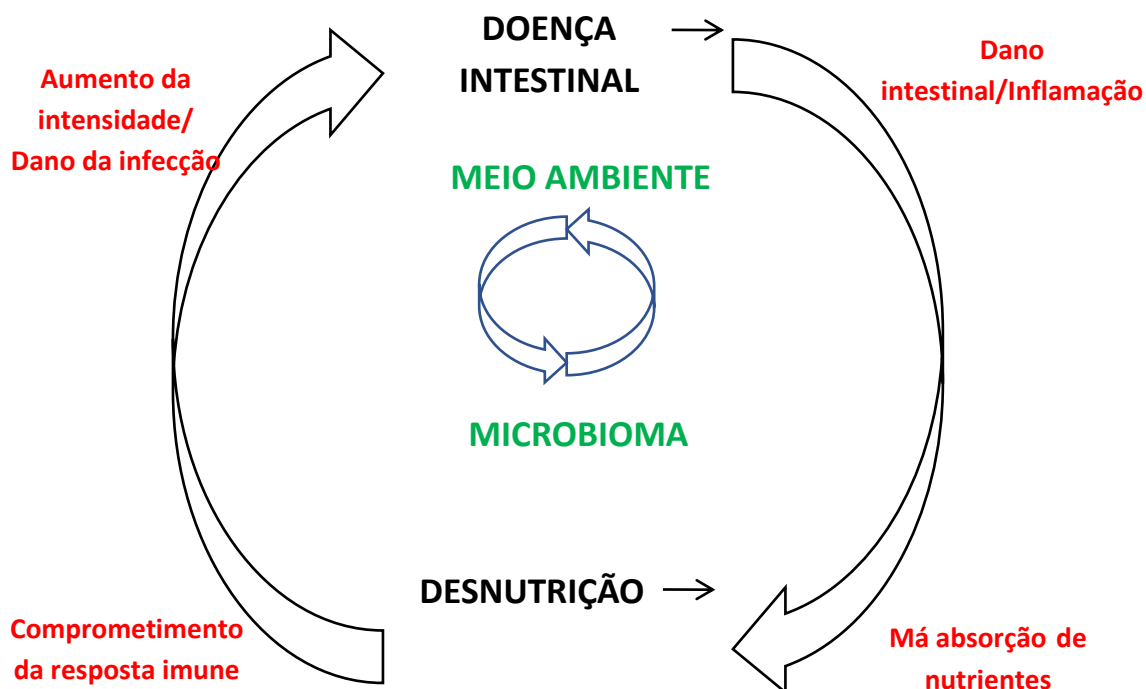 DOENÇA
INTESTINAL
Dano
intestinal/Inflamação
Aumento da
intensidade/
Dano da infecção
MEIO AMBIENTE
MICROBIOMA
DESNUTRIÇÃO
Comprometimento
da resposta imune
Má absorção de
nutrientes